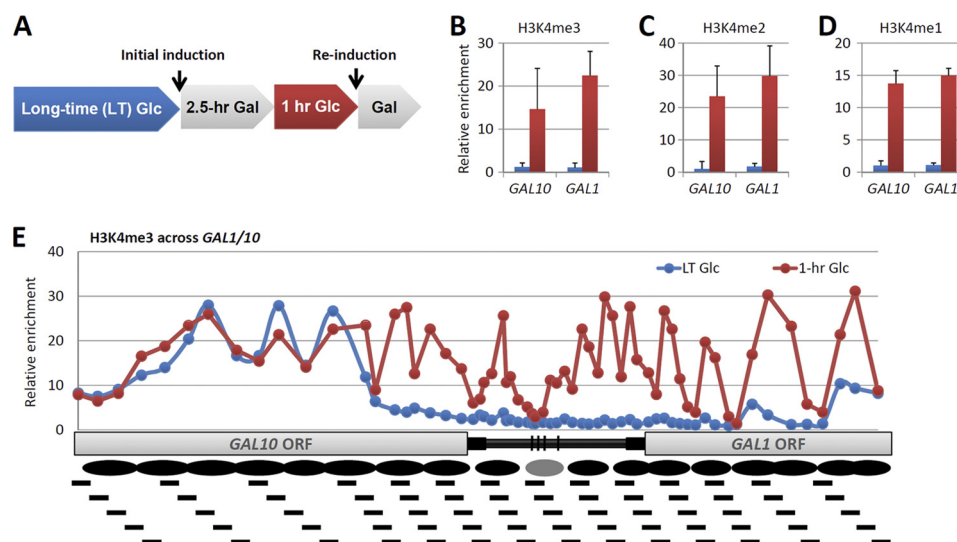 A
Initial induction
Re-induction
Long-time (LT) Glc
2.5-hr Gal
1 hr Glc
Gal
B
H3K4me3
Relative enrichment
30
20
10
0
GAL10
GAL1
C
H3K4me2
40
30
20
10
0
GAL10
GAL1
D
H3K4me1
20
15
10
5
0
GAL10
GAL1
E
H3K4me3 across GAL1/10
LT Glc
1-hr Glc
Relative enrichment
40
30
20
10
0
GAL10 ORF
GAL1 ORF